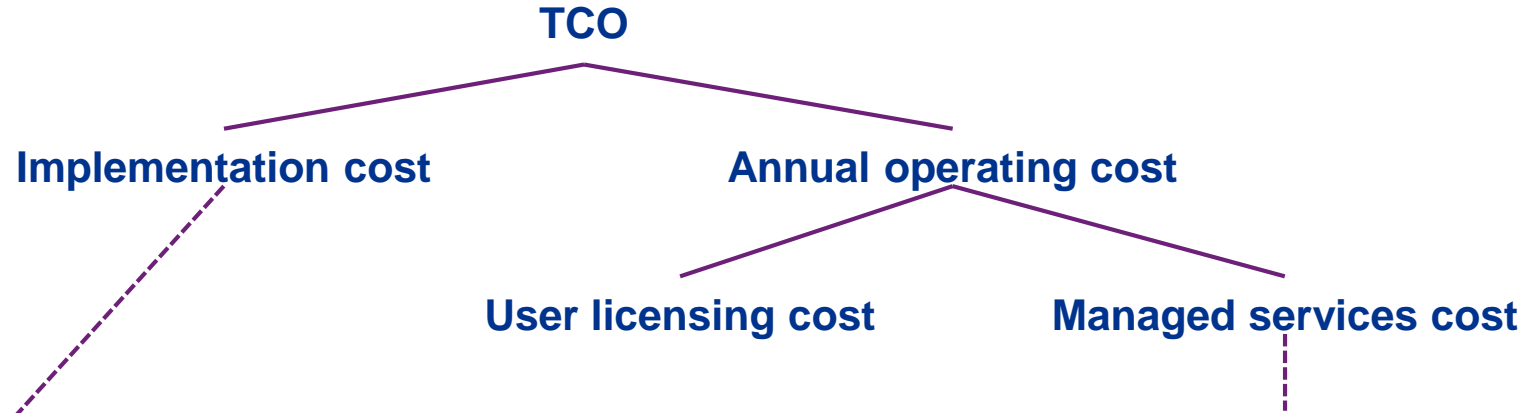 TCO
Implementation cost
Annual operating cost
User licensing cost
Managed services cost